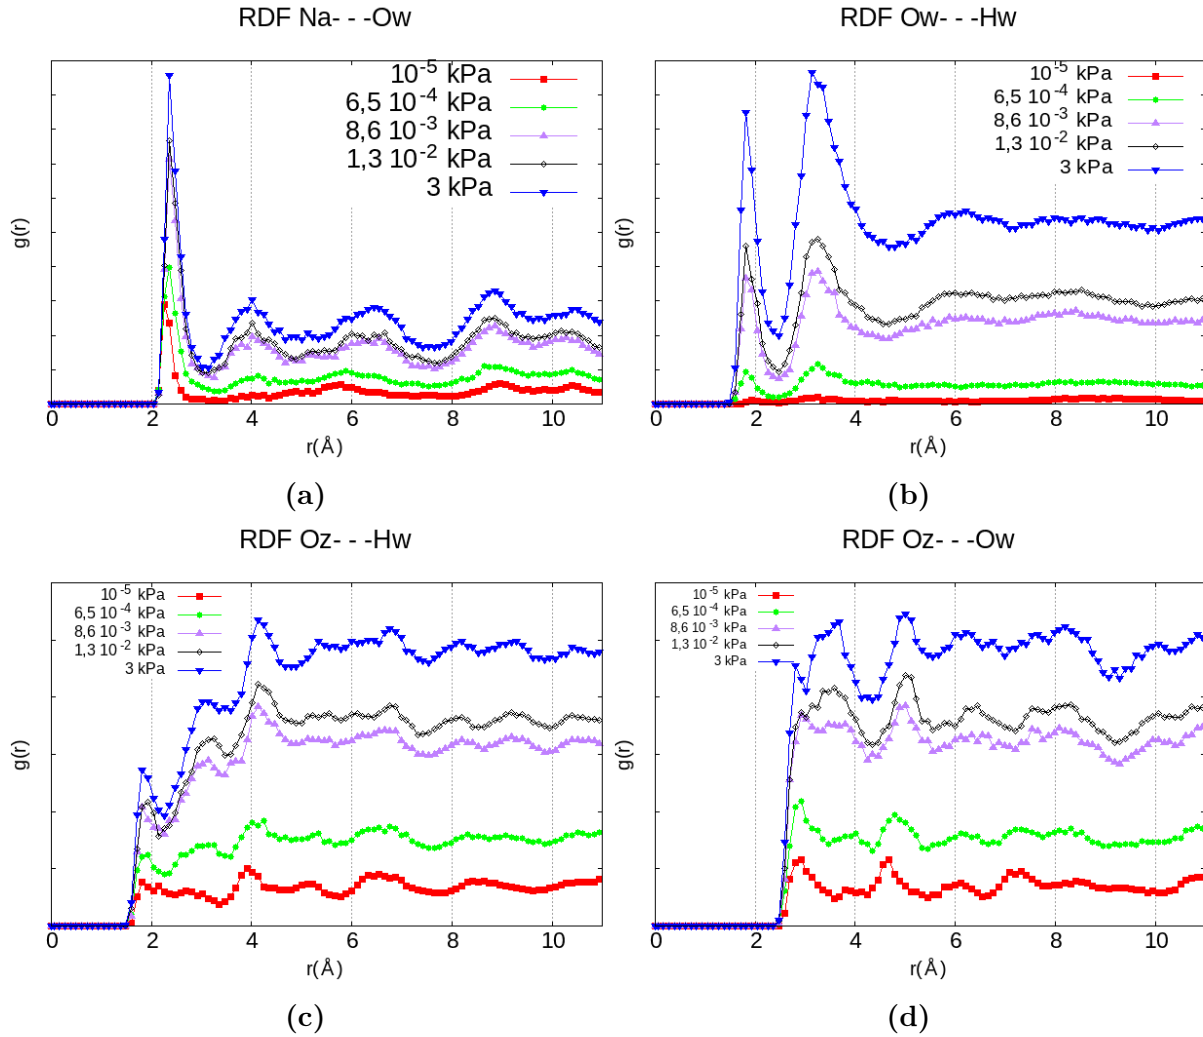 RDF Na- - -Ow
10-5 kPa
6,5 10-4 kPa
8,6 10-3 kPa
1,3 10-2 kPa
3 kPa
g(r)
0 2 4 6 8 10
r(Å)
(a)
RDF Ow- - -Hw
10-5 kPa
6,5 10-4 kPa
8,6 10-3 kPa
1,3 10-2 kPa
3 kPa
g(r)
0 2 4 6 8 10
r(Å)
(b)
RDF Oz- - -Hw
10-5 kPa
6,5 10-4 kPa
8,6 10-3 kPa
1,3 10-2 kPa
3 kPa
g(r)
0 2 4 6 8 10
r(Å)
(c)
RDF Oz- - -Ow
10-5 kPa
6,5 10-4 kPa
8,6 10-3 kPa
1,3 10-2 kPa
3 kPa
g(r)
0 2 4 6 8 10
r(Å)
(d)